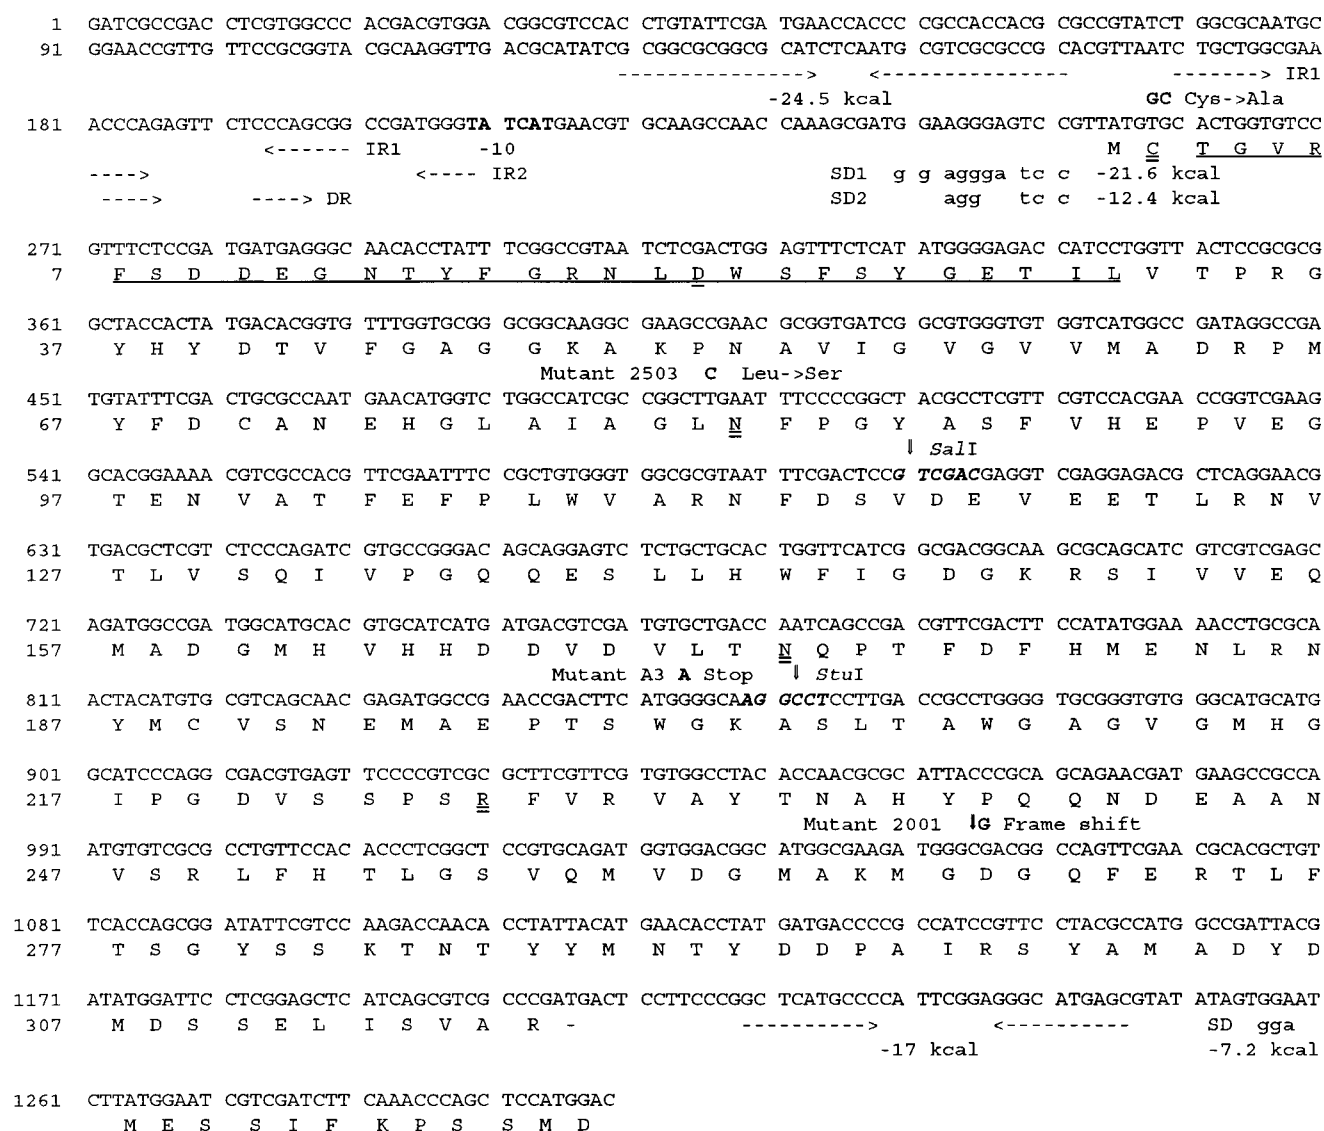 1 GATCGCCGAC CTCGTGGCCC ACGACGTGGA CGGCGTCCAC CTGTATTCGA TGAACCACCC CGCCACCACG CGCCGTATCT GGCGCAATGC
91 GGAACCGTTG TTCCGCGGTA CGCAAGGTTG ACGCATATCG CGGCGCGGCG CATCTCAATG CGTCGCGCCG CACGTTAATC TGCTGGCGAA
--------------> <-------------- -------> IR1
-24.5 kcal GC Cys->Ala
181 ACCCAGAGTT CTCCCAGCGG CCGATGGGTA TCATGAACGT GCAAGCCAAC CAAAGCGATG GAAGGGAGTC CGTTATGTGC ACTGGTGTCC
<------ IR1 -10 M C T G V R
----> <---- IR2 SD1 g g aggga tc c -21.6 kcal
----> ----> DR SD2 agg tc c -12.4 kcal
271 GTTTCTCCGA TGATGAGGGC AACACCTATT TCGGCCGTAA TCTCGACTGG AGTTTCTCAT ATGGGGAGAC CATCCTGGTT ACTCCGCGCG
7 F S D D E G N T Y F G R N L D W S F S Y G E T I L V T P R G
361 GCTACCACTA TGACACGGTG TTTGGTGCGG GCGGCAAGGC GAAGCCGAAC GCGGTGATCG GCGTGGGTGT GGTCATGGCC GATAGGCCGA
37 Y H Y D T V F G A G G K A K P N A V I G V G V V M A D R P M
Mutant 2503 C Leu->Ser
451 TGTATTTCGA CTGCGCCAAT GAACATGGTC TGGCCATCGC CGGCTTGAAT TTCCCCGGCT ACGCCTCGTT CGTCCACGAA CCGGTCGAAG
67 Y F D C A N E H G L A I A G L N F P G Y A S F V H E P V E G
⇓ SalI
541 GCACGGAAAA CGTCGCCACG TTCGAATTTC CGCTGTGGGT GGCGCGTAAT TTCGACTCCG TCGACGAGGT CGAGGAGACG CTCAGGAACG
97 T E N V A T F E F P L W V A R N F D S V D E V E E T L R N V
631 TGACGCTCGT CTCCCAGATC GTGCCGGGAC AGCAGGAGTC TCTGCTGCAC TGGTTCATCG GCGACGGCAA GCGCAGCATC GTCGTCGAGC
127 T L V S Q I V P G Q Q E S L L H W F I G D G K R S I V V E Q
721 AGATGGCCGA TGGCATGCAC GTGCATCATG ATGACGTCGA TGTGCTGACC AATCAGCCGA CGTTCGACTT CCATATGGAA AACCTGCGCA
157 M A D G M H V H H D D V D V L T N Q P T F D F H M E N L R N
Mutant A3 A Stop ⇓ StuI
811 ACTACATGTG CGTCAGCAAC GAGATGGCCG AACCGACTTC ATGGGGCAAG GCCTCCTTGA CCGCCTGGGG TGCGGGTGTG GGCATGCATG
187 Y M C V S N E M A E P T S W G K A S L T A W G A G V G M H G
901 GCATCCCAGG CGACGTGAGTT TCCCCGTCGC GCTTCGTTCG TGTGGCCTAC ACCAACGCGC ATTACCCGCA GCAGAACGAT GAAGCCGCCA
217 I P G D V S S P S R F V R V A Y T N A H Y P Q Q N D E A A N
Mutant 2001 ↓G Frame shift
991 ATGTGTCGCG CCTGTTCCAC ACCCTCGGCT CCGTGCAGAT GGTGGACGGC ATGGCGAAGA TGGGCGACGG CCAGTTCGAA CGCACGCTGT
247 V S R L F H T L G S V Q M V D G M A K M G D G Q F E R T L F
1081 TCACCAGCGG ATATTCGTCC AAGACCAACA CCTATTACAT GAACACCTAT GATGACCCCG CCATCCGTTC CTACGCCATG GCCGATTACG
277 T S G Y S S K T N T Y Y M N T Y D D P A I R S Y A M A D Y D
1171 ATATGGATTC CTCGGAGCTC ATCAGCGTCG CCCGATGACT CCTTCCCGGC TCATGCCCCA TTCGGAGGGC ATGAGCGTAT ATAGTGGAAT
307 M D S S E L I S V A R - ----------> <---------- SD gga
-17 kcal -7.2 kcal
1261 CTTATGGAAT CGTCGATCTT CAAACCCAGC TCCATGGAC
M E S S I F K P S S M D